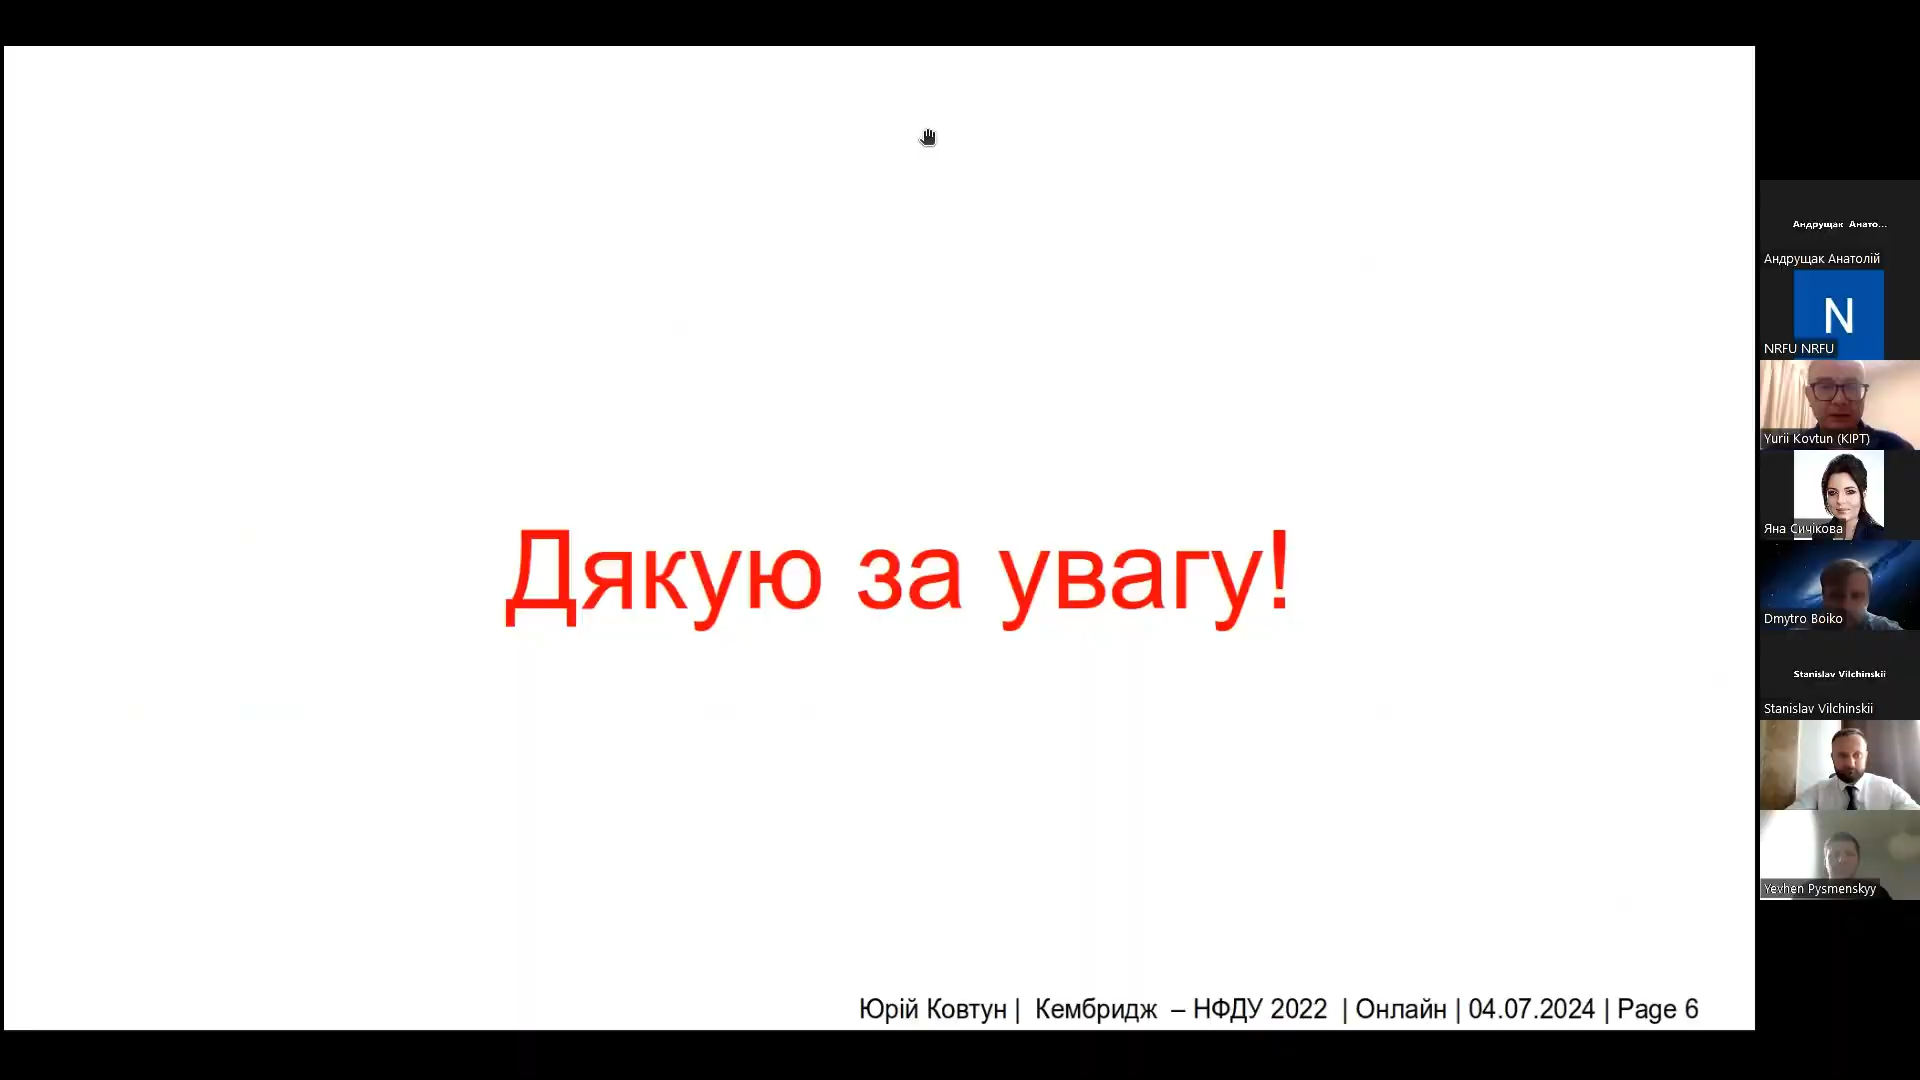 Дякую за увагу!
Юрій Ковтун | Кембридж – НФДУ 2022 | Онлайн | 04.07.2024 | Page 6
Андрущак Анато...
Андрущак Анатолій
N
NRFU NRFU
Yurii Kovtun (KIPT)
Яна Сичікова
Dmytro Boiko
Stanislav Vilchinskii
Stanislav Vilchinskii
Yevhen Pysmenskyy